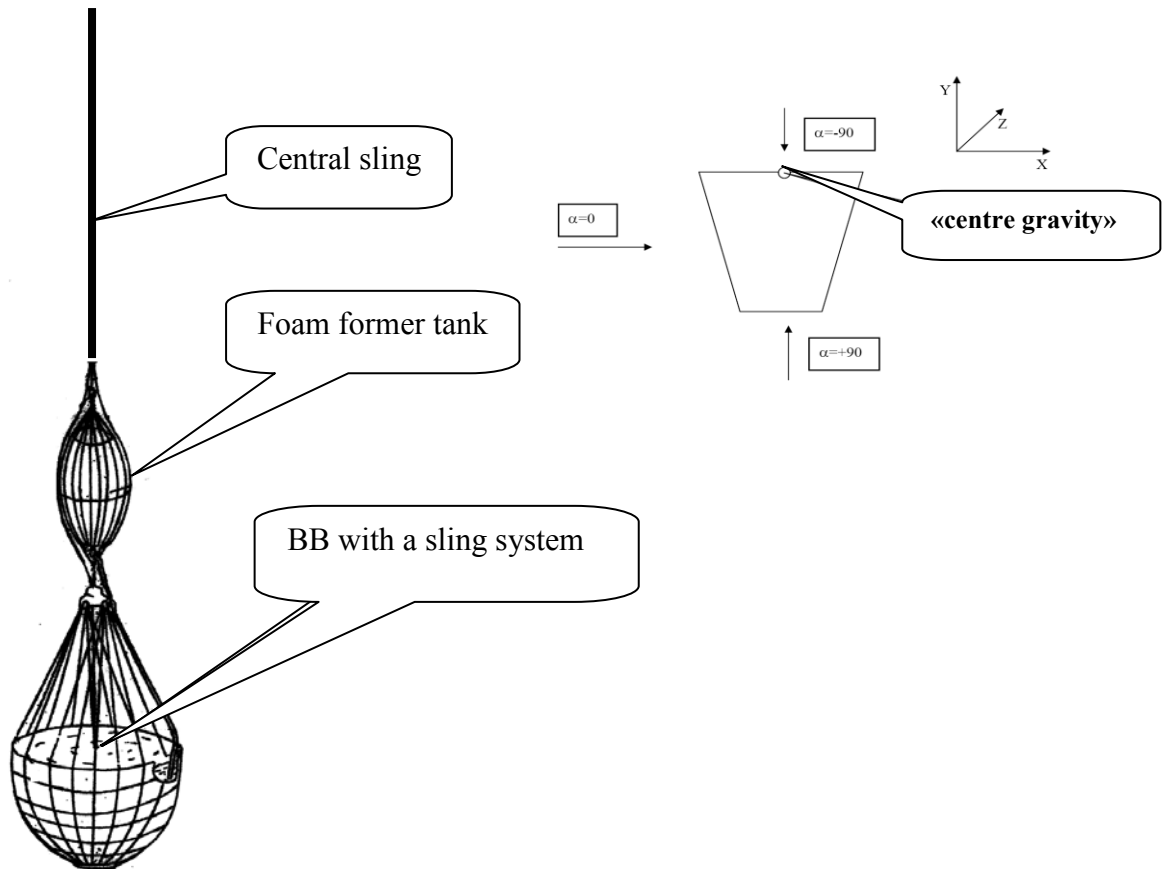 Central sling
Foam former tank
BB with a sling system
α=-90
Y
Z
X
α=0
«centre gravity»
α=+90